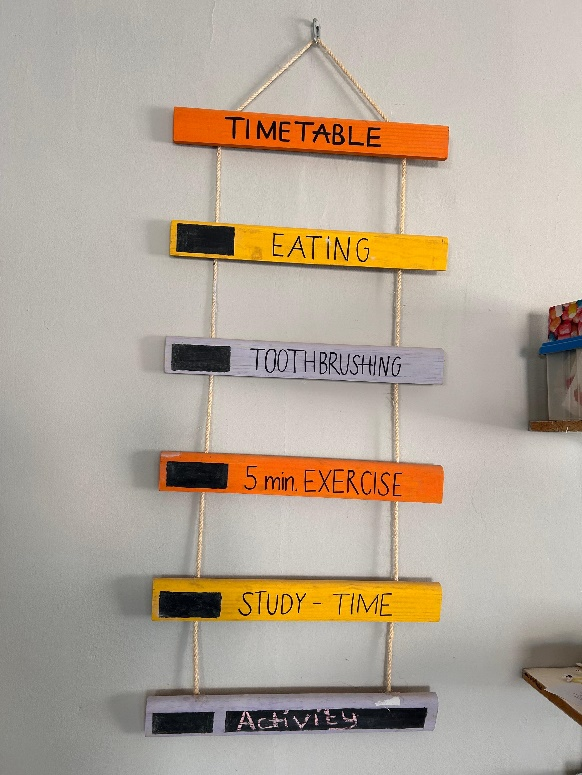 TIMETABLE
EATING
TOOTHBRUSHING
5 min. EXERCISE
STUDY - TIME
Activity